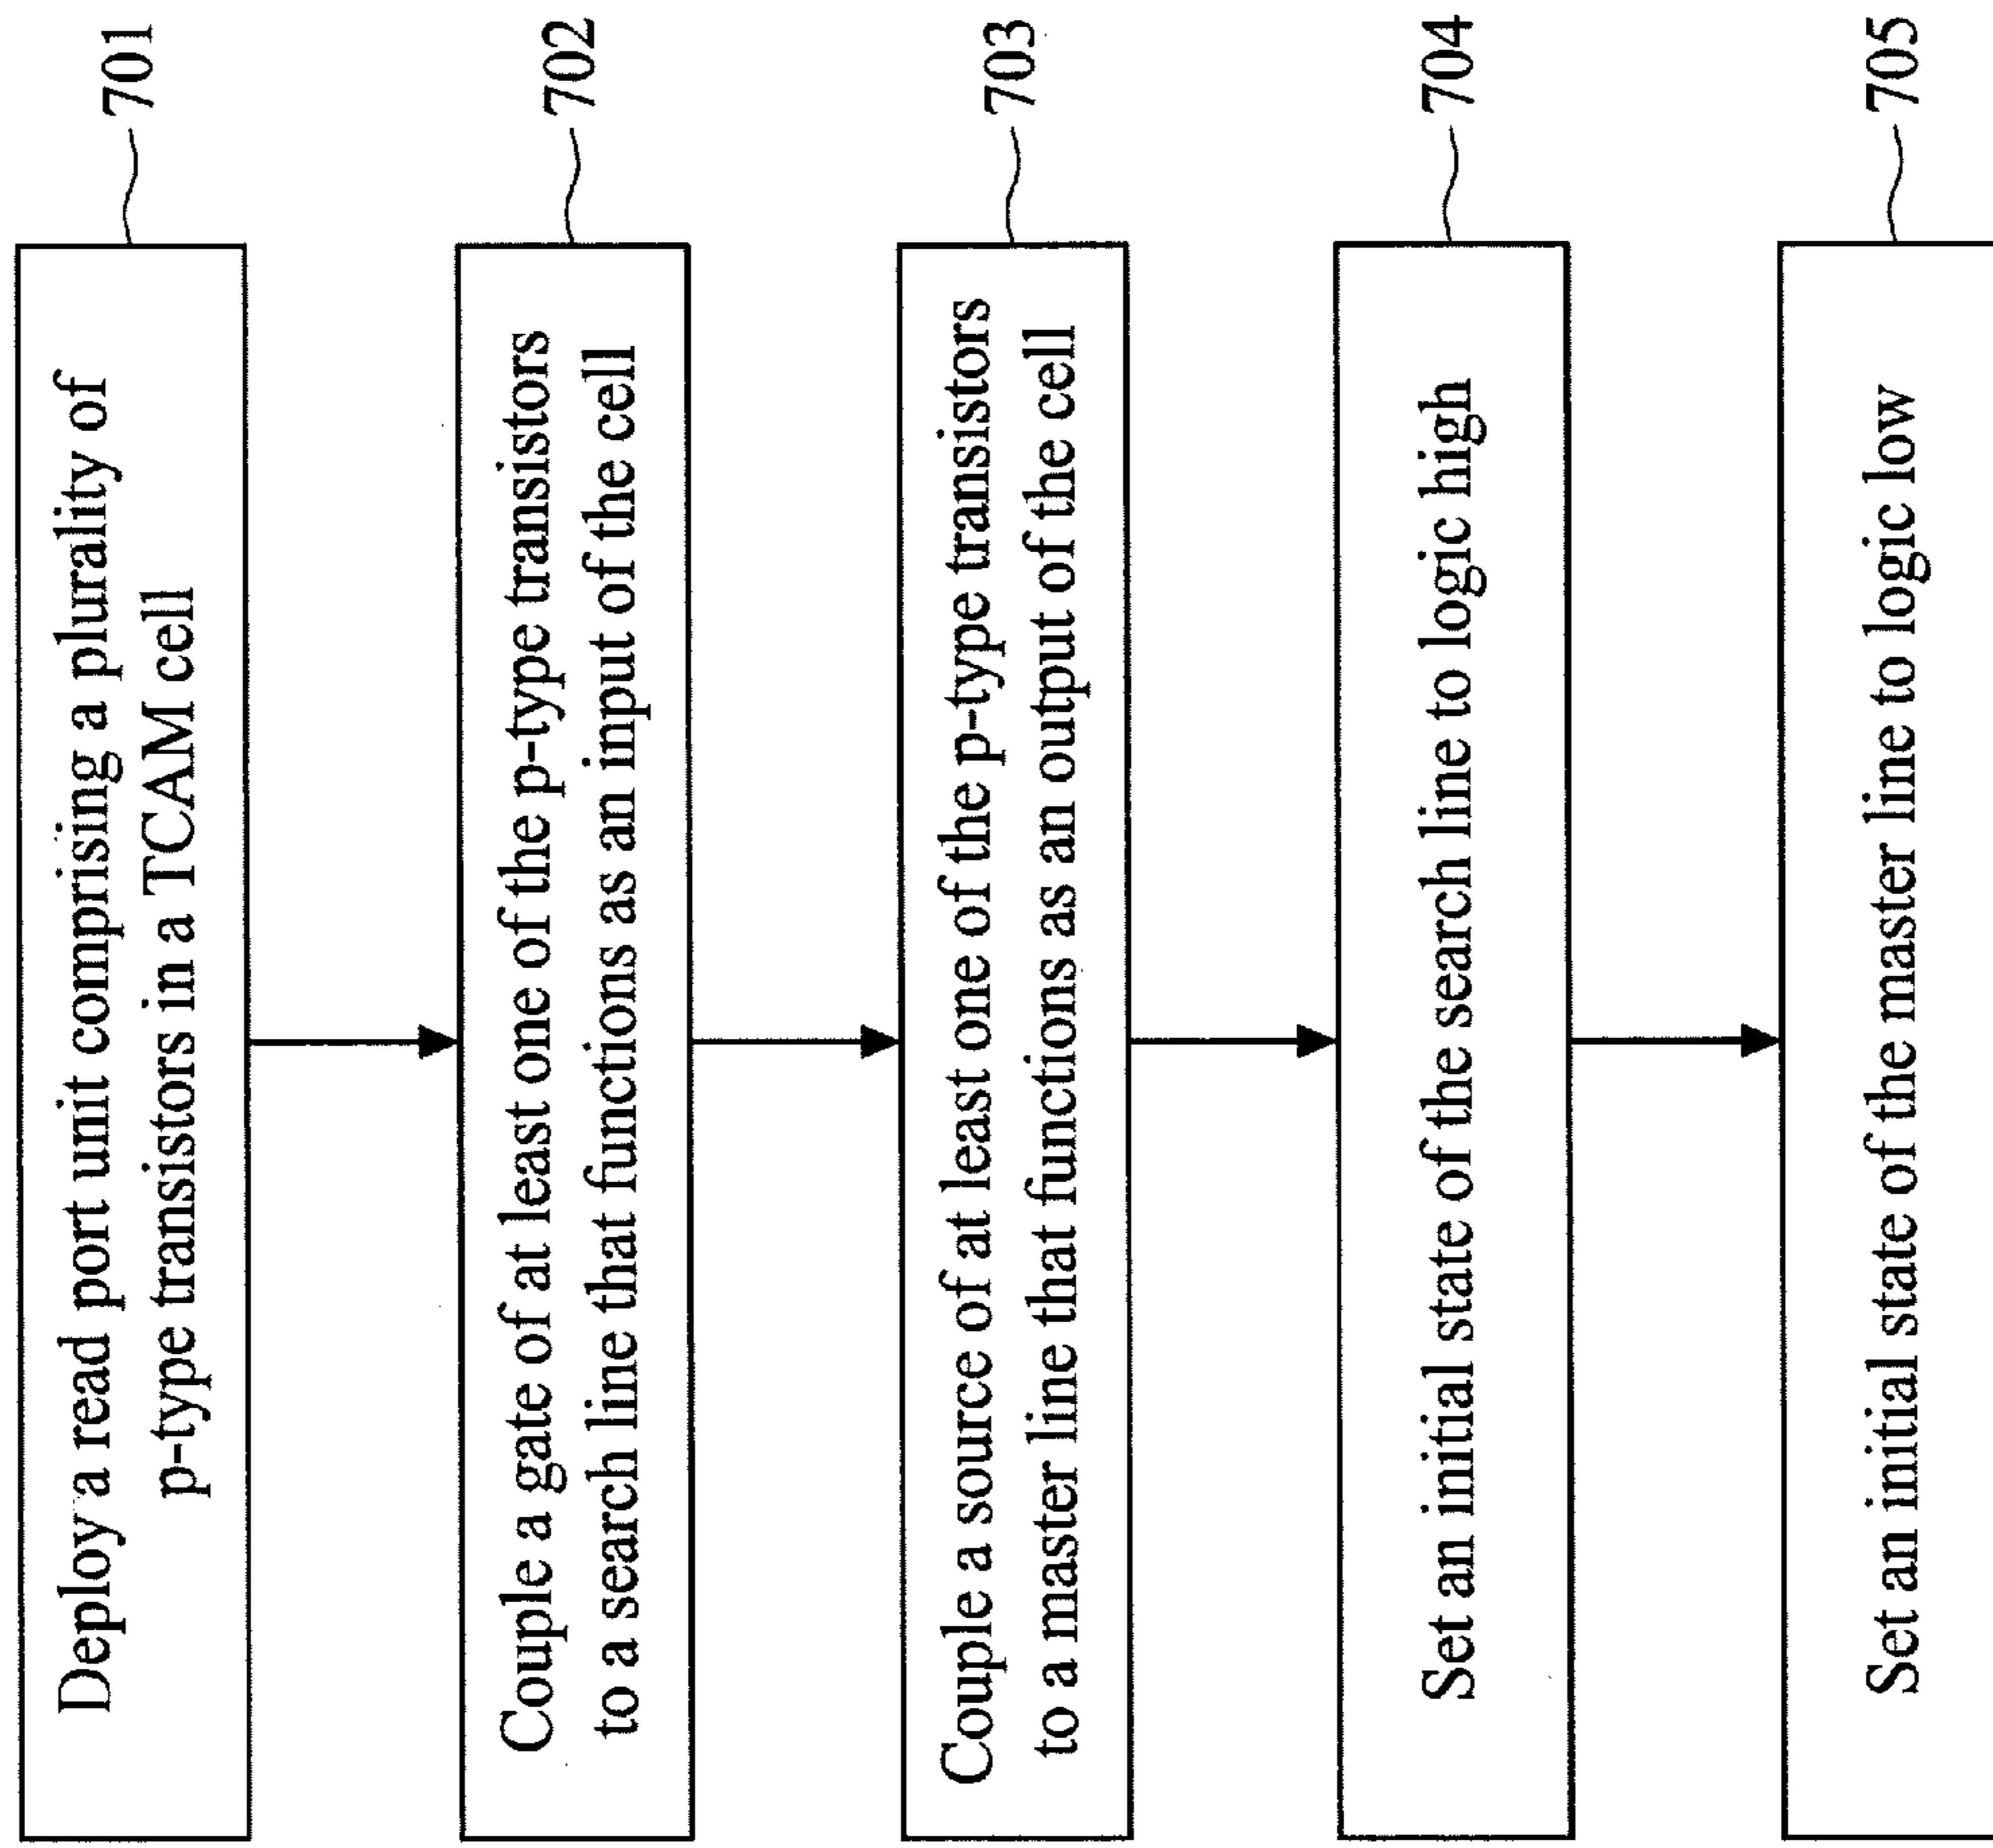 Deploy a read port unit comprising a plurality of
p-type transistors in a TCAM cell
701
Couple a gate of at least one of the p-type transistors
to a search line that functions as an input of the cell
702
Couple a source of at least one of the p-type transistors
to a master line that functions as an output of the cell
703
Set an initial state of the search line to logic high
704
Set an initial state of the master line to logic low
705